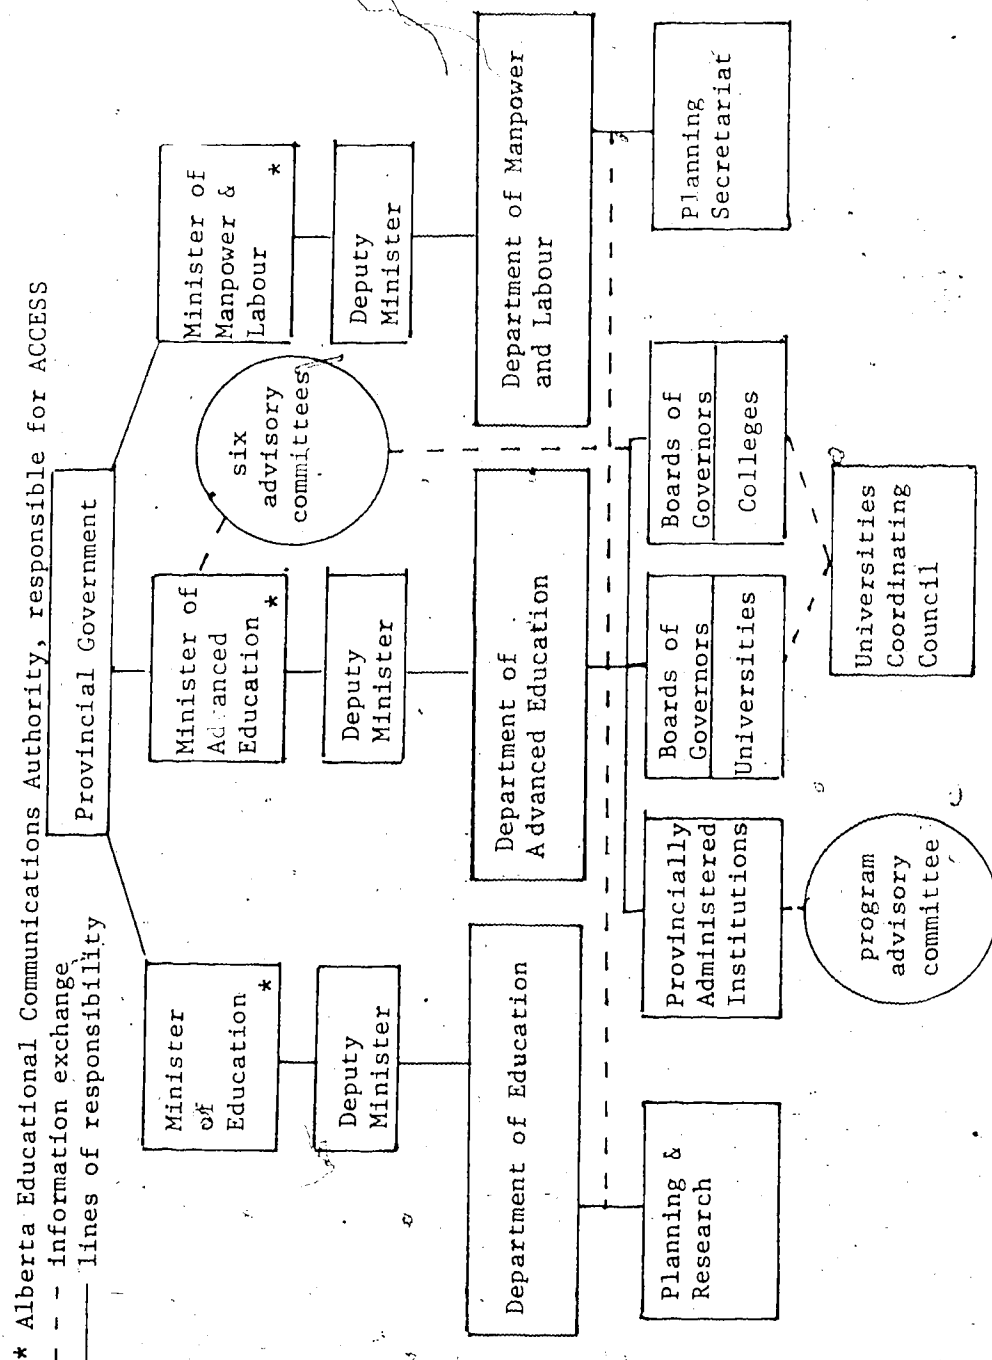 * Alberta Educational Communications Authority, responsible for ACCESS
- - - information exchange
—— lines of responsibility
Provincial Government
Minister
of
Education *
Minister of
Advanced
Education *
Minister of
Manpower &
Labour *
six
advisory
committees
Deputy
Minister
Deputy
Minister
Deputy
Minister
Department of Education
Department of
Advanced Education
Department of Manpower
and Labour
Planning &
Research
Provincially
Administered
Institutions
Boards of
Governors
Universities
Boards of
Governors
Colleges
Planning
Secretariat
program
advisory
committee
Universities
Coordinating
Council